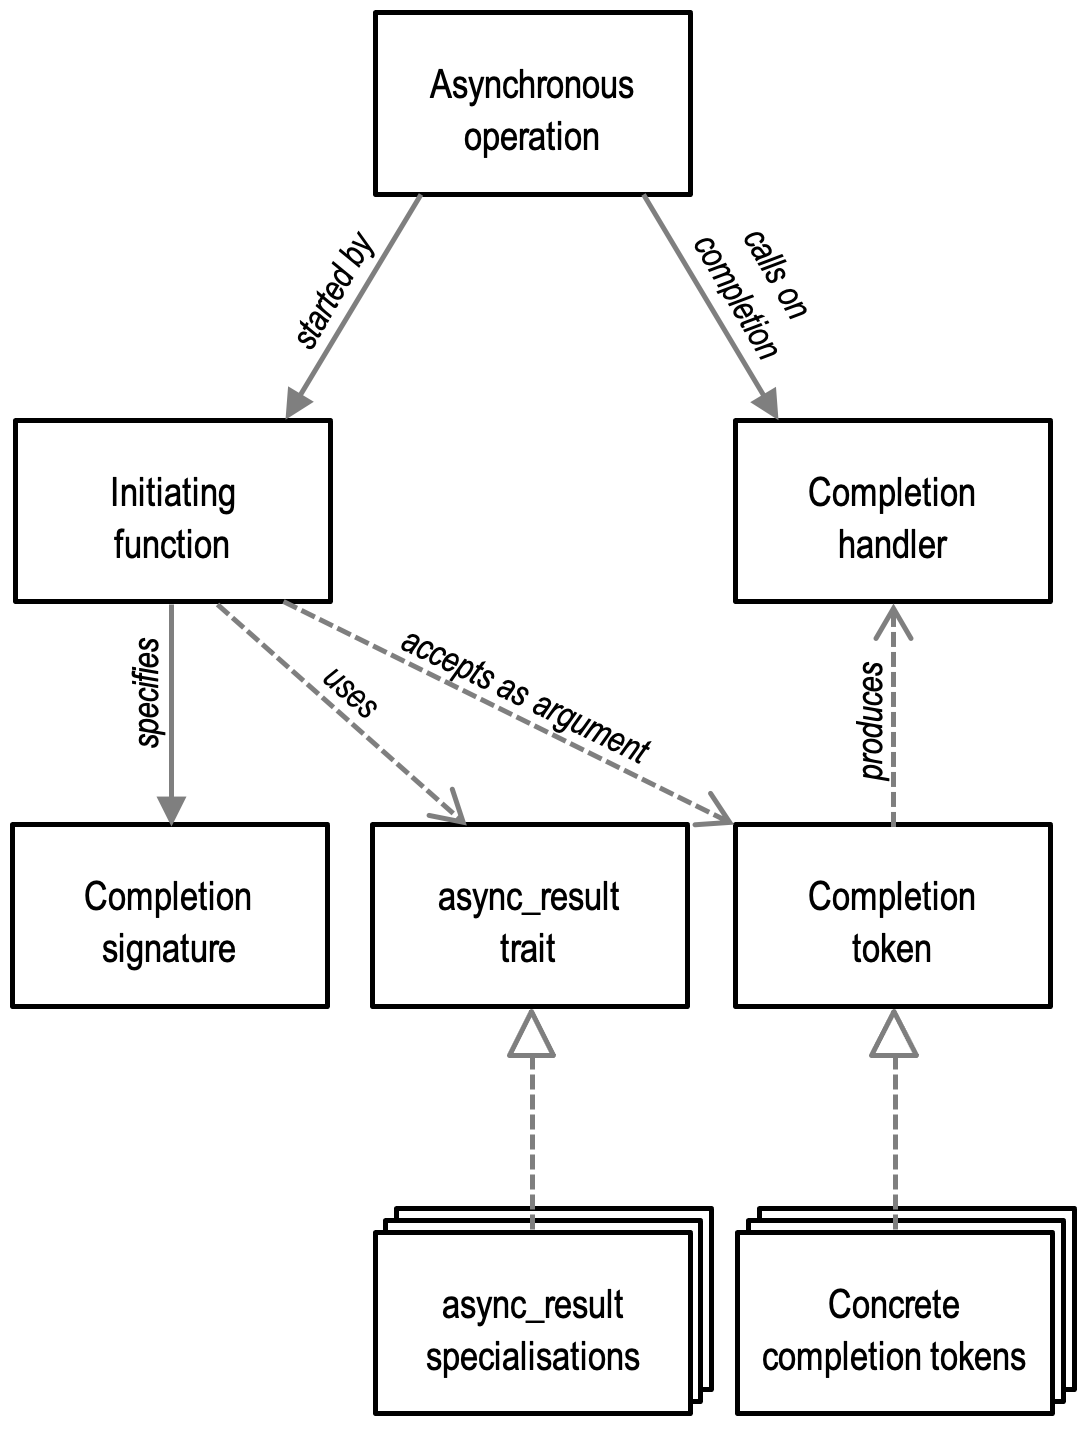 Asynchronous
operation
started by
calls on
completion
Initiating
function
Completion
handler
specifies
uses
accepts as argument
produces
Completion
signature
async_result
trait
Completion
token
async_result
specialisations
Concrete
completion tokens